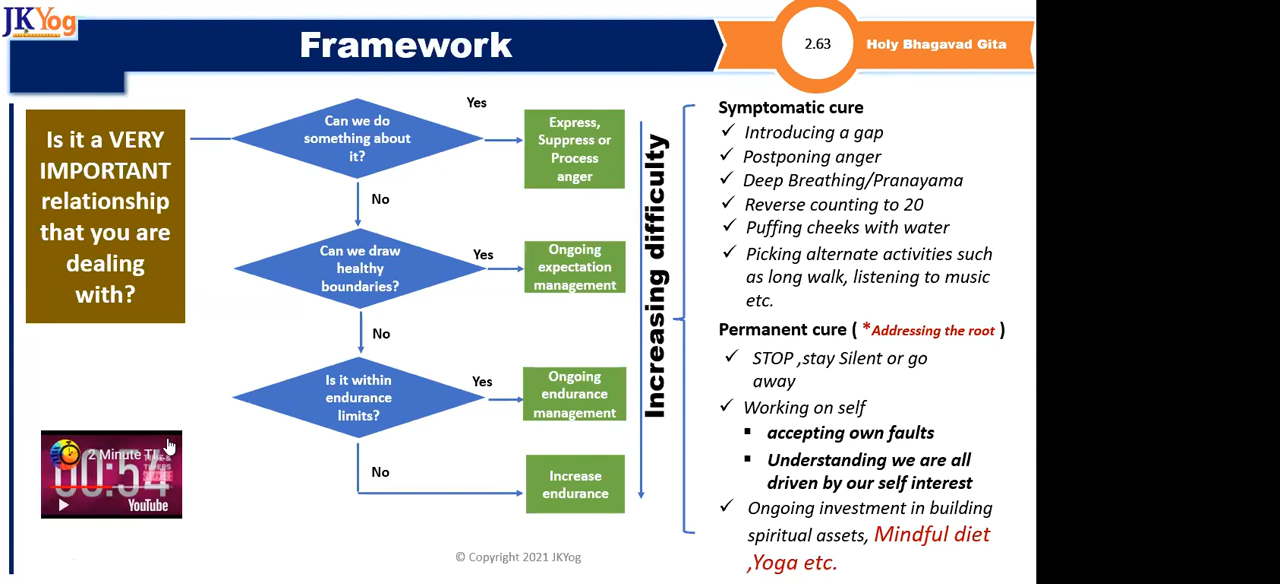 JKYog
Framework
2.63
Holy Bhagavad Gita
Is it a VERY
IMPORTANT
relationship
that you are
dealing
with?
Can we do
something about
it?
Yes
Express,
Suppress or
Process
anger
No
Can we draw
healthy
boundaries?
Yes
Ongoing
expectation
management
No
Is it within
endurance
limits?
Yes
Ongoing
endurance
management
No
Increase
endurance
Increasing difficulty
Symptomatic cure
✓ Introducing a gap
✓ Postponing anger
✓ Deep Breathing/Pranayama
✓ Reverse counting to 20
✓ Puffing cheeks with water
✓ Picking alternate activities such
as long walk, listening to music
etc.
Permanent cure ( *Addressing the root )
✓ STOP ,stay Silent or go
away
✓ Working on self
▪ accepting own faults
▪ Understanding we are all
driven by our self interest
✓ Ongoing investment in building
spiritual assets, Mindful diet
,Yoga etc.
2 Minute
00:54
YouTube
© Copyright 2021 JKYog